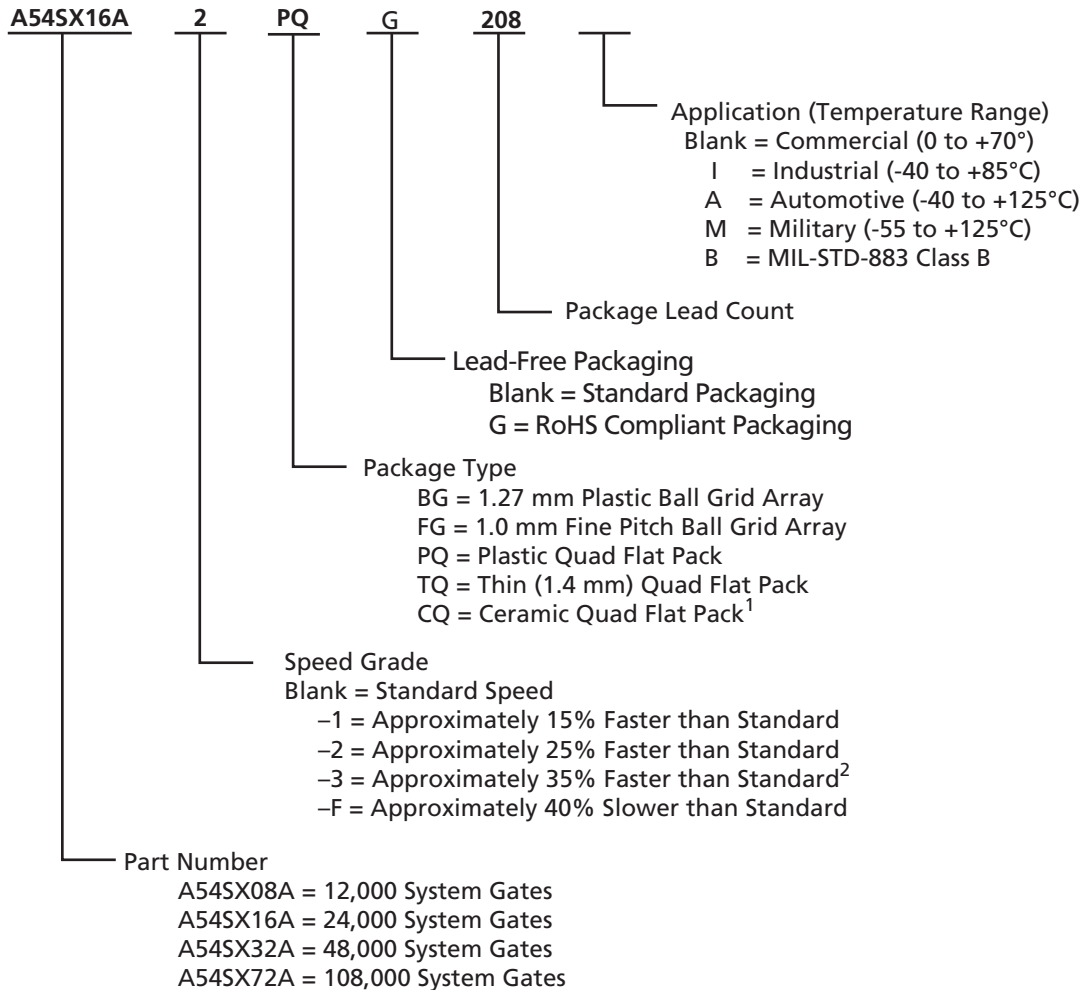 A54SX16A 2 PQ G 208
Application (Temperature Range)
Blank = Commercial (0 to +70°)
I = Industrial (-40 to +85°C)
A = Automotive (-40 to +125°C)
M = Military (-55 to +125°C)
B = MIL-STD-883 Class B
Package Lead Count
Lead-Free Packaging
Blank = Standard Packaging
G = RoHS Compliant Packaging
Package Type
BG = 1.27 mm Plastic Ball Grid Array
FG = 1.0 mm Fine Pitch Ball Grid Array
PQ = Plastic Quad Flat Pack
TQ = Thin (1.4 mm) Quad Flat Pack
CQ = Ceramic Quad Flat Pack1
Speed Grade
Blank = Standard Speed
–1 = Approximately 15% Faster than Standard
–2 = Approximately 25% Faster than Standard
–3 = Approximately 35% Faster than Standard2
–F = Approximately 40% Slower than Standard
Part Number
A54SX08A = 12,000 System Gates
A54SX16A = 24,000 System Gates
A54SX32A = 48,000 System Gates
A54SX72A = 108,000 System Gates